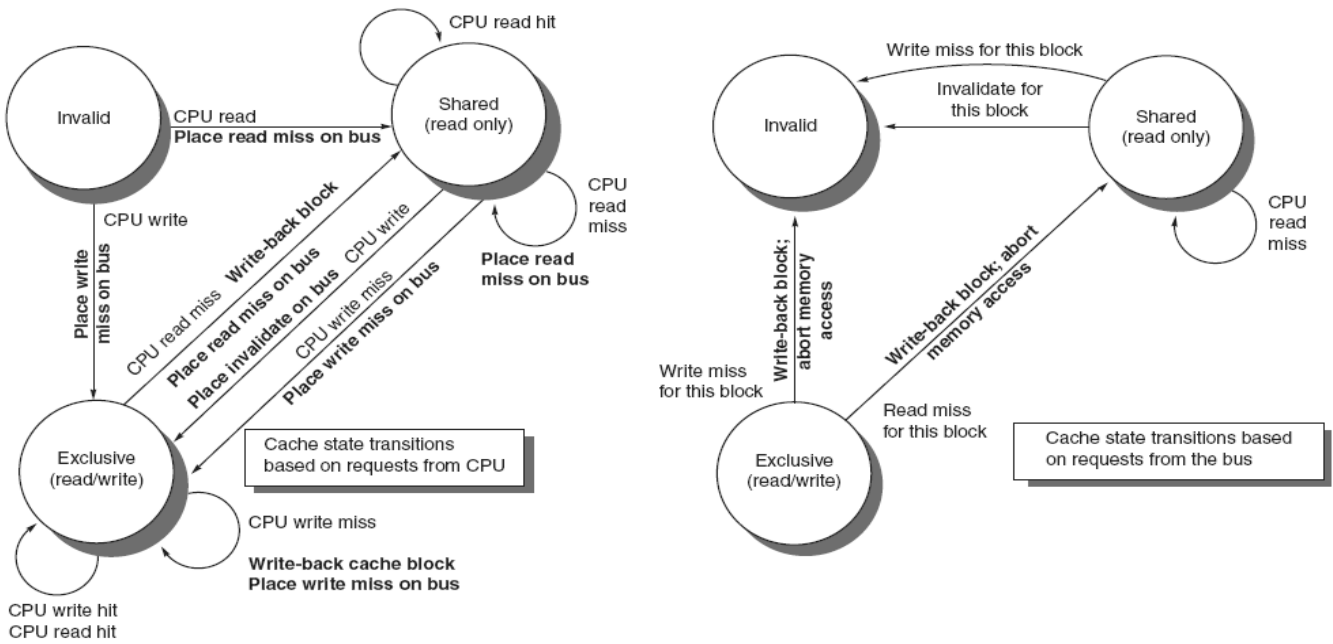 CPU read hit
Invalid
CPU read
Place read miss on bus
Shared
(read only)
CPU write
Place write
miss on bus
CPU read miss
Write-back block
Place read miss on bus
Place invalidate on bus
CPU write
CPU write miss
Place write miss on bus
CPU
read
miss
Place read
miss on bus
Exclusive
(read/write)
Cache state transitions
based on requests from CPU
CPU write miss
Write-back cache block
Place write miss on bus
CPU write hit
CPU read hit
Write miss for this block
Invalidate for
this block
Invalid
Shared
(read only)
CPU
read
miss
Write-back block;
abort memory
access
Write-back block; abort
memory access
Write miss
for this block
Read miss
for this block
Exclusive
(read/write)
Cache state transitions based
on requests from the bus